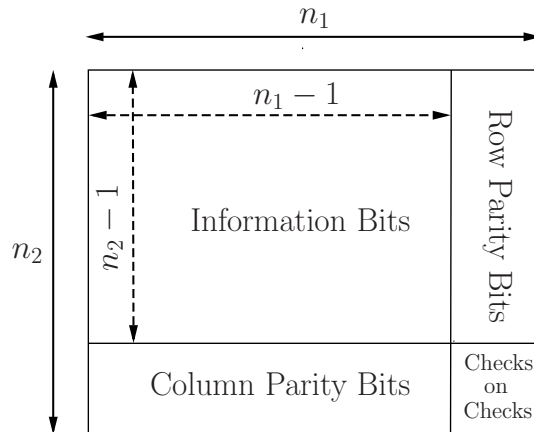 n₁
n₁ − 1
n₂
n₂ − 1
Information Bits
Row Parity Bits
Column Parity Bits
Checks
on
Checks